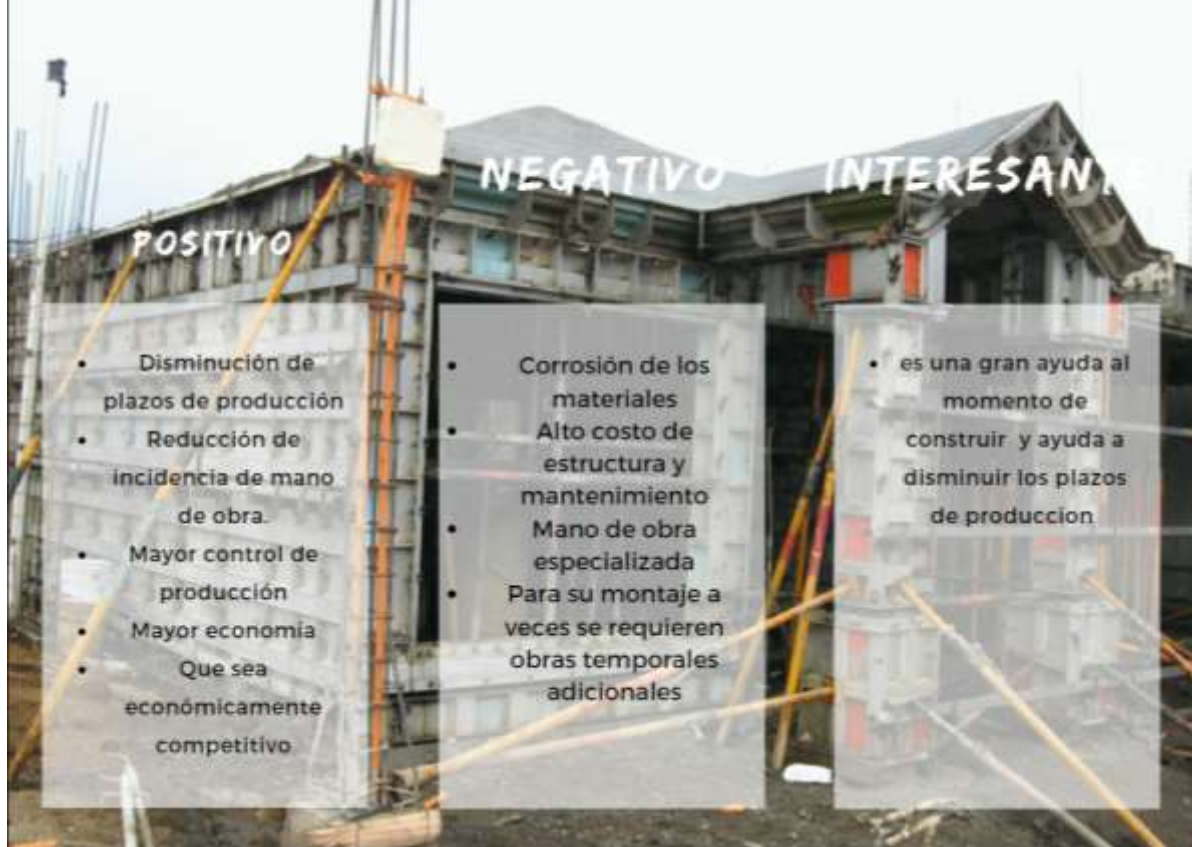 POSITIVO
• Disminución de
plazos de producción
• Reducción de
incidencia de mano
de obra.
• Mayor control de
producción
• Mayor economía
• Que sea
económicamente
competitivo
NEGATIVO
• Corrosión de los
materiales
• Alto costo de
estructura y
mantenimiento
• Mano de obra
especializada
• Para su montaje a
veces se requieren
obras temporales
adicionales
INTERESANTE
• es una gran ayuda al
momento de
construir y ayuda a
disminuir los plazos
de produccion